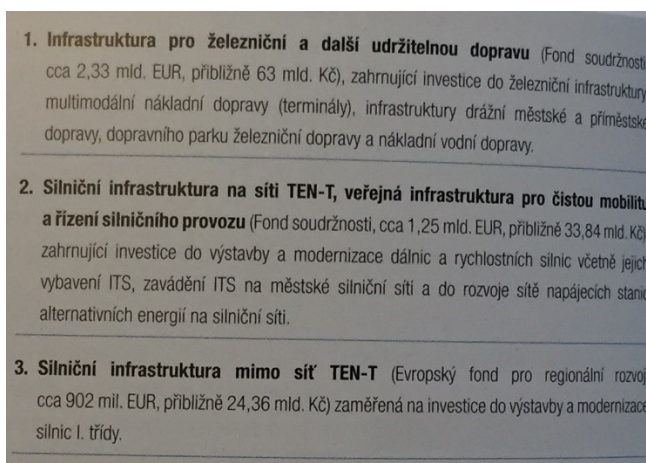 1. Infrastruktura pro železniční a další udržitelnou dopravu (Fond soudržnosti
cca 2,33 mld. EUR, přibližně 63 mld. Kč), zahrnující investice do železniční infrastruktury
multimodální nákladní dopravy (terminály), infrastruktury drážní městské a příměstské
dopravy, dopravního parku železniční dopravy a nákladní vodní dopravy.
2. Silniční infrastruktura na síti TEN-T, veřejná infrastruktura pro čistou mobilitu
a řízení silničního provozu (Fond soudržnosti, cca 1,25 mld. EUR, přibližně 33,84 mld. Kč)
zahrnující investice do výstavby a modernizace dálnic a rychlostních silnic včetně jejich
vybavení ITS, zavádění ITS na městské silniční síti a do rozvoje sítě napájecích stanic
alternativních energií na silniční síti.
3. Silniční infrastruktura mimo síť TEN-T (Evropský fond pro regionální rozvoj
cca 902 mil. EUR, přibližně 24,36 mld. Kč) zaměřená na investice do výstavby a modernizace
silnic I. třídy.